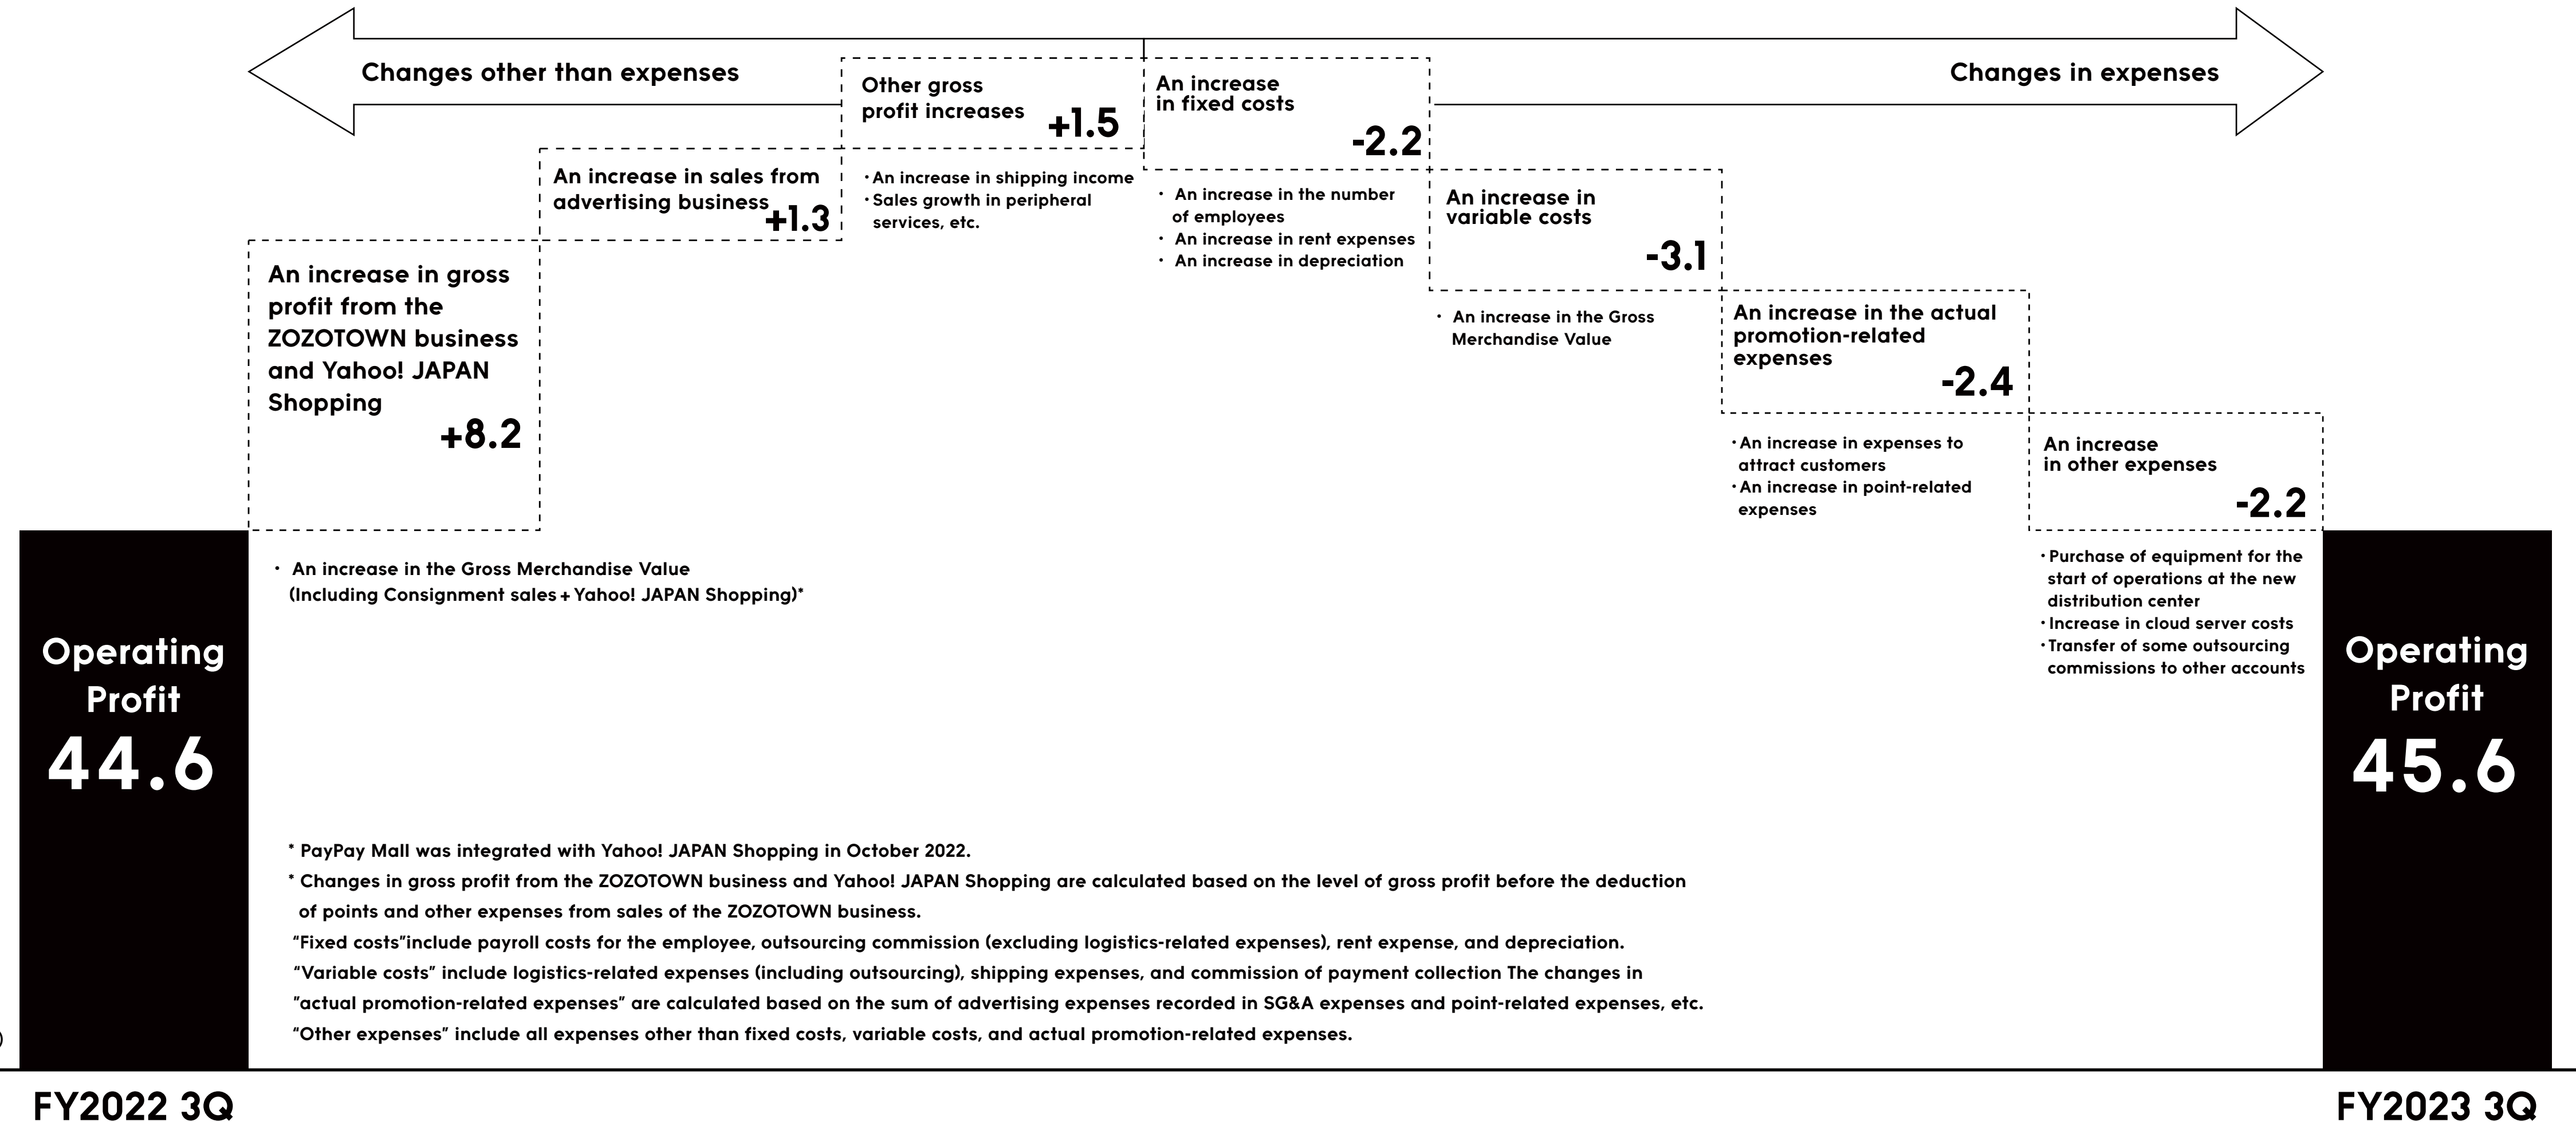 Changes other than expenses
Changes in expenses
Other gross
profit increases
+1.5
・An increase in shipping income
・Sales growth in peripheral
services, etc.
An increase
in fixed costs
-2.2
・ An increase in the number
of employees
・ An increase in rent expenses
・ An increase in depreciation
An increase in sales from
advertising business
+1.3
An increase in
variable costs
-3.1
・ An increase in the Gross
Merchandise Value
An increase in gross
profit from the
ZOZOTOWN business
and Yahoo! JAPAN
Shopping
+8.2
・ An increase in the Gross Merchandise Value
(Including Consignment sales+Yahoo! JAPAN Shopping)*
An increase in the actual
promotion-related
expenses
-2.4
・An increase in expenses to
attract customers
・An increase in point-related
expenses
An increase
in other expenses
-2.2
・Purchase of equipment for the
start of operations at the new
distribution center
・Increase in cloud server costs
・Transfer of some outsourcing
commissions to other accounts
Operating
Profit
44.6
Operating
Profit
45.6
* PayPay Mall was integrated with Yahoo! JAPAN Shopping in October 2022.
* Changes in gross profit from the ZOZOTOWN business and Yahoo! JAPAN Shopping are calculated based on the level of gross profit before the deduction
of points and other expenses from sales of the ZOZOTOWN business.
“Fixed costs”include payroll costs for the employee, outsourcing commission (excluding logistics-related expenses), rent expense, and depreciation.
“Variable costs” include logistics-related expenses (including outsourcing), shipping expenses, and commission of payment collection The changes in
”actual promotion-related expenses” are calculated based on the sum of advertising expenses recorded in SG&A expenses and point-related expenses, etc.
“Other expenses” include all expenses other than fixed costs, variable costs, and actual promotion-related expenses.
)
FY2022 3Q
FY2023 3Q